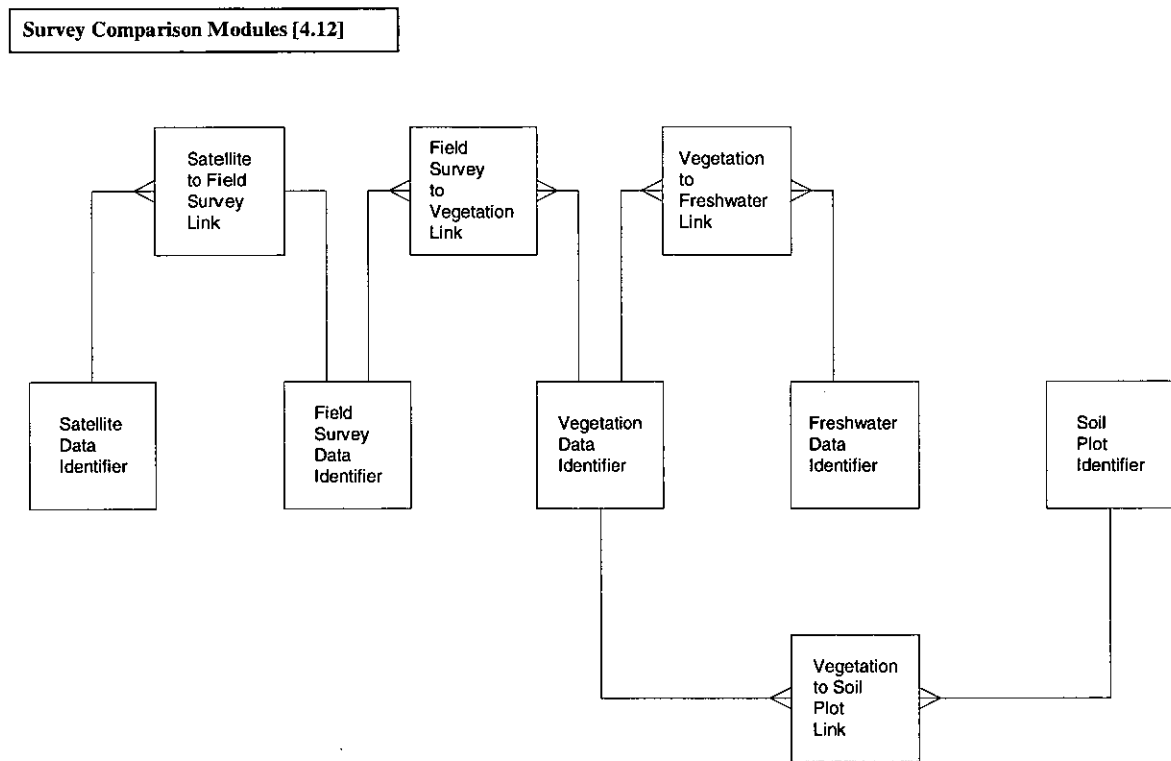 Survey Comparison Modules [4.12]
Satellite
to Field
Survey
Link
Field
Survey
to
Vegetation
Link
Vegetation
to
Freshwater
Link
Satellite
Data
Identifier
Field
Survey
Data
Identifier
Vegetation
Data
Identifier
Freshwater
Data
Identifier
Soil
Plot
Identifier
Vegetation
to Soil
Plot
Link